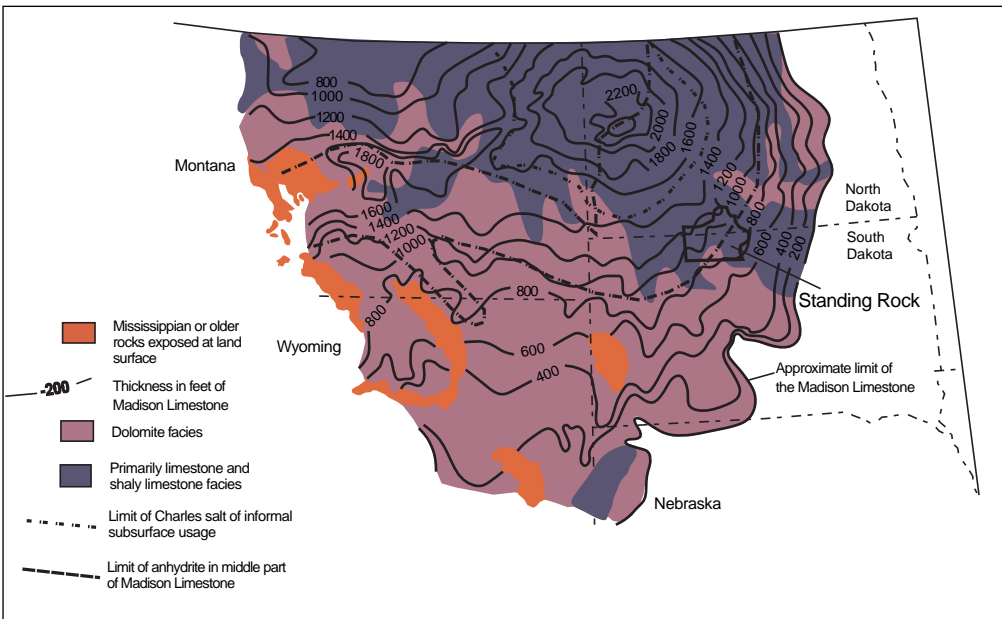 800
1000
1200
1400
1800
2200
2000
1800
1600
1400
1200
1000
800
600
400
200
Montana
North
Dakota
South
Dakota
Standing Rock
1600
1400
1200
1000
800
800
Wyoming
600
400
Approximate limit of
the Madison Limestone
Nebraska
Mississippian or older
rocks exposed at land
surface
-200
Thickness in feet of
Madison Limestone
Dolomite facies
Primarily limestone and
shaly limestone facies
Limit of Charles salt of informal
subsurface usage
Limit of anhydrite in middle part
of Madison Limestone